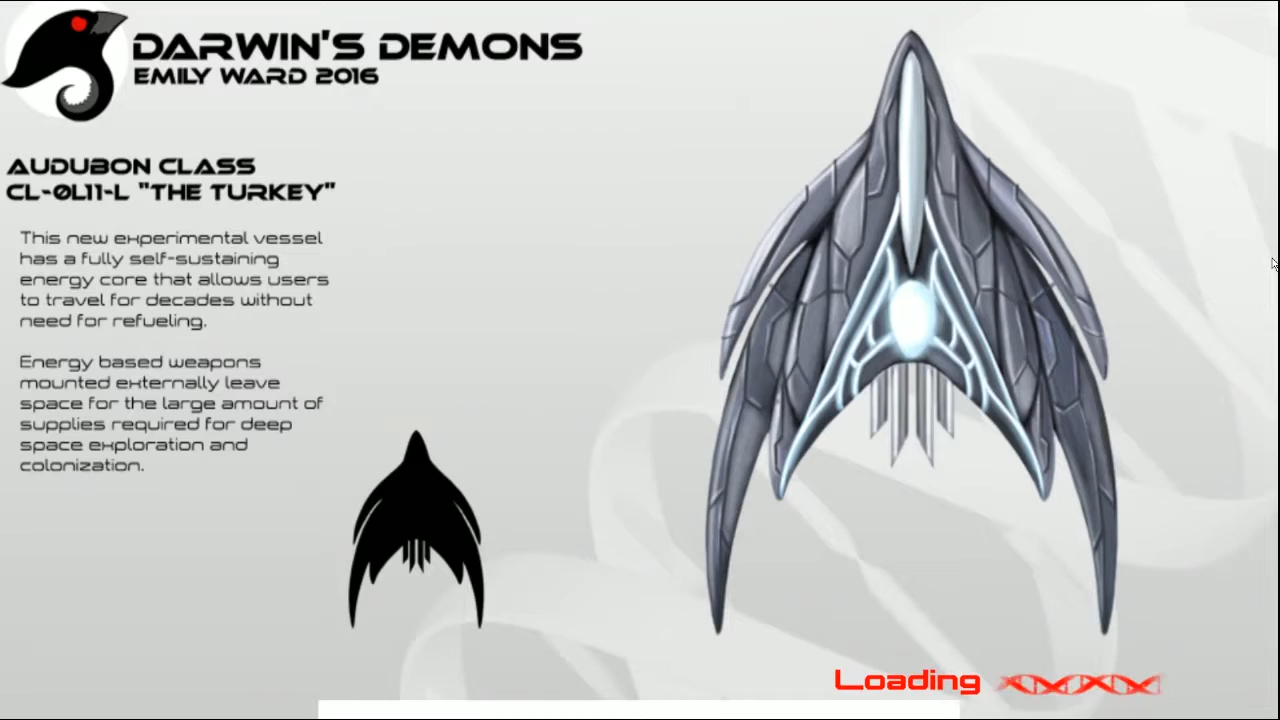 DARWIN'S DEMONS
EMILY WARD 2016
AUDUBON CLASS
CL-0L11-L "THE TURKEY"
This new experimental vessel
has a fully self-sustaining
energy core that allows users
to travel for decades without
need for refueling.
Energy based weapons
mounted externally leave
space for the large amount of
supplies required for deep
space exploration and
colonization.
Loading